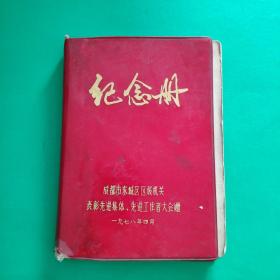 纪念册
成都市东城区区级机关
表彰先进集体、先进工作者大会赠
一九七八年四月